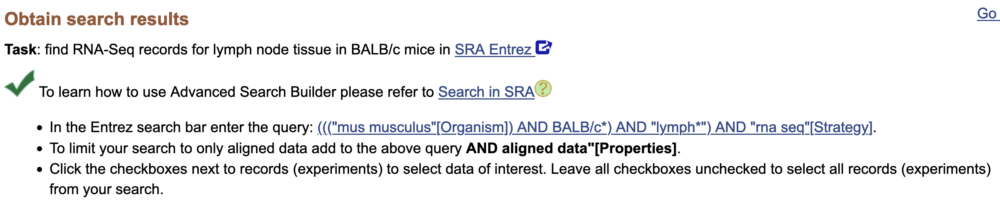 Obtain search results
Go
Task: find RNA-Seq records for lymph node tissue in BALB/c mice in SRA Entrez
To learn how to use Advanced Search Builder please refer to Search in SRA?
• In the Entrez search bar enter the query: ((("mus musculus"[Organism]) AND BALB/c*) AND "lymph*") AND "rna seq"[Strategy].
• To limit your search to only aligned data add to the above query AND aligned data"[Properties].
• Click the checkboxes next to records (experiments) to select data of interest. Leave all checkboxes unchecked to select all records (experiments)
from your search.